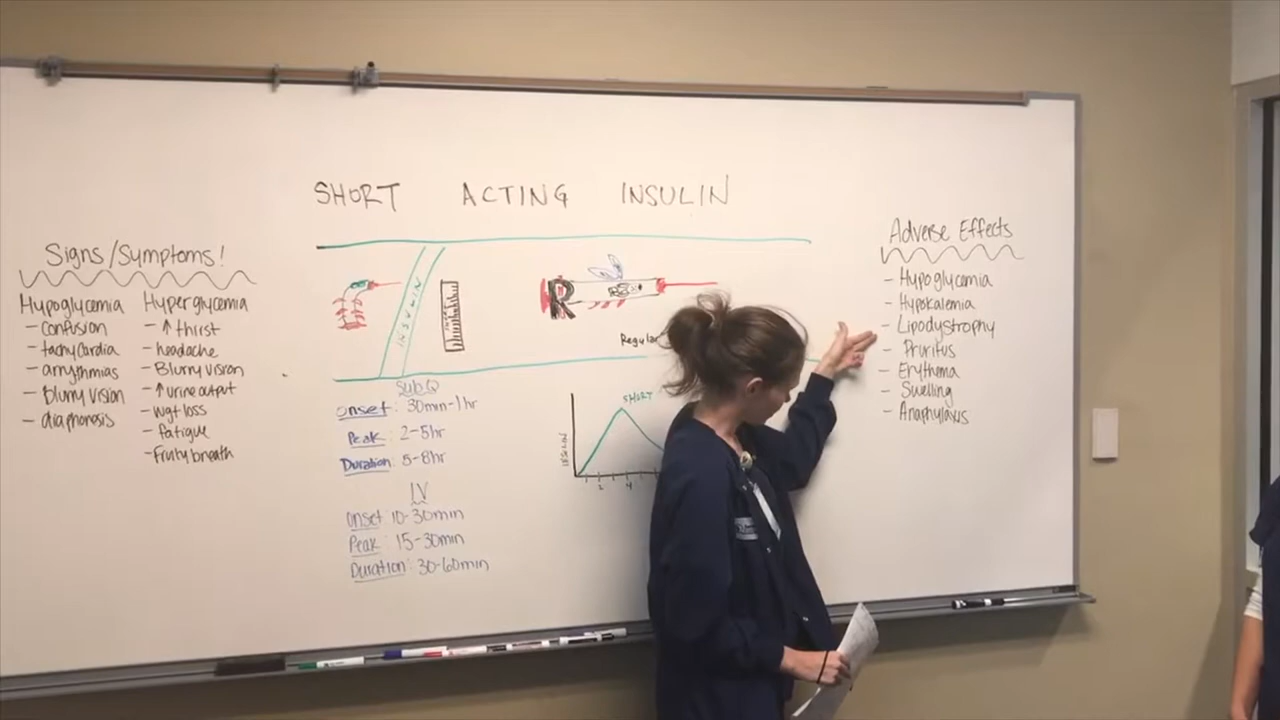 SHORT ACTING INSULIN
Signs/Symptoms!
Hypoglycemia
- Confusion
- tachycardia
- arrythmias
- Blurry vision
- diaphoresis
Hyperglycemia
- ↑ thirst
- headache
- Blurry vision
- ↑ urine output
- wgt loss
- fatigue
- Fruity breath
INSULIN
R
Regular
SubQ
onset: 30min-1hr
Peak: 2-5hr
Duration: 5-8hr
IV
onset: 10-30min
Peak: 15-30min
Duration: 30-60min
SHORT
INSULIN
2 4
Adverse Effects
- Hypoglycemia
- Hypokalemia
- Lipodystrophy
- Pruritus
- Erythema
- Swelling
- Anaphylaxis